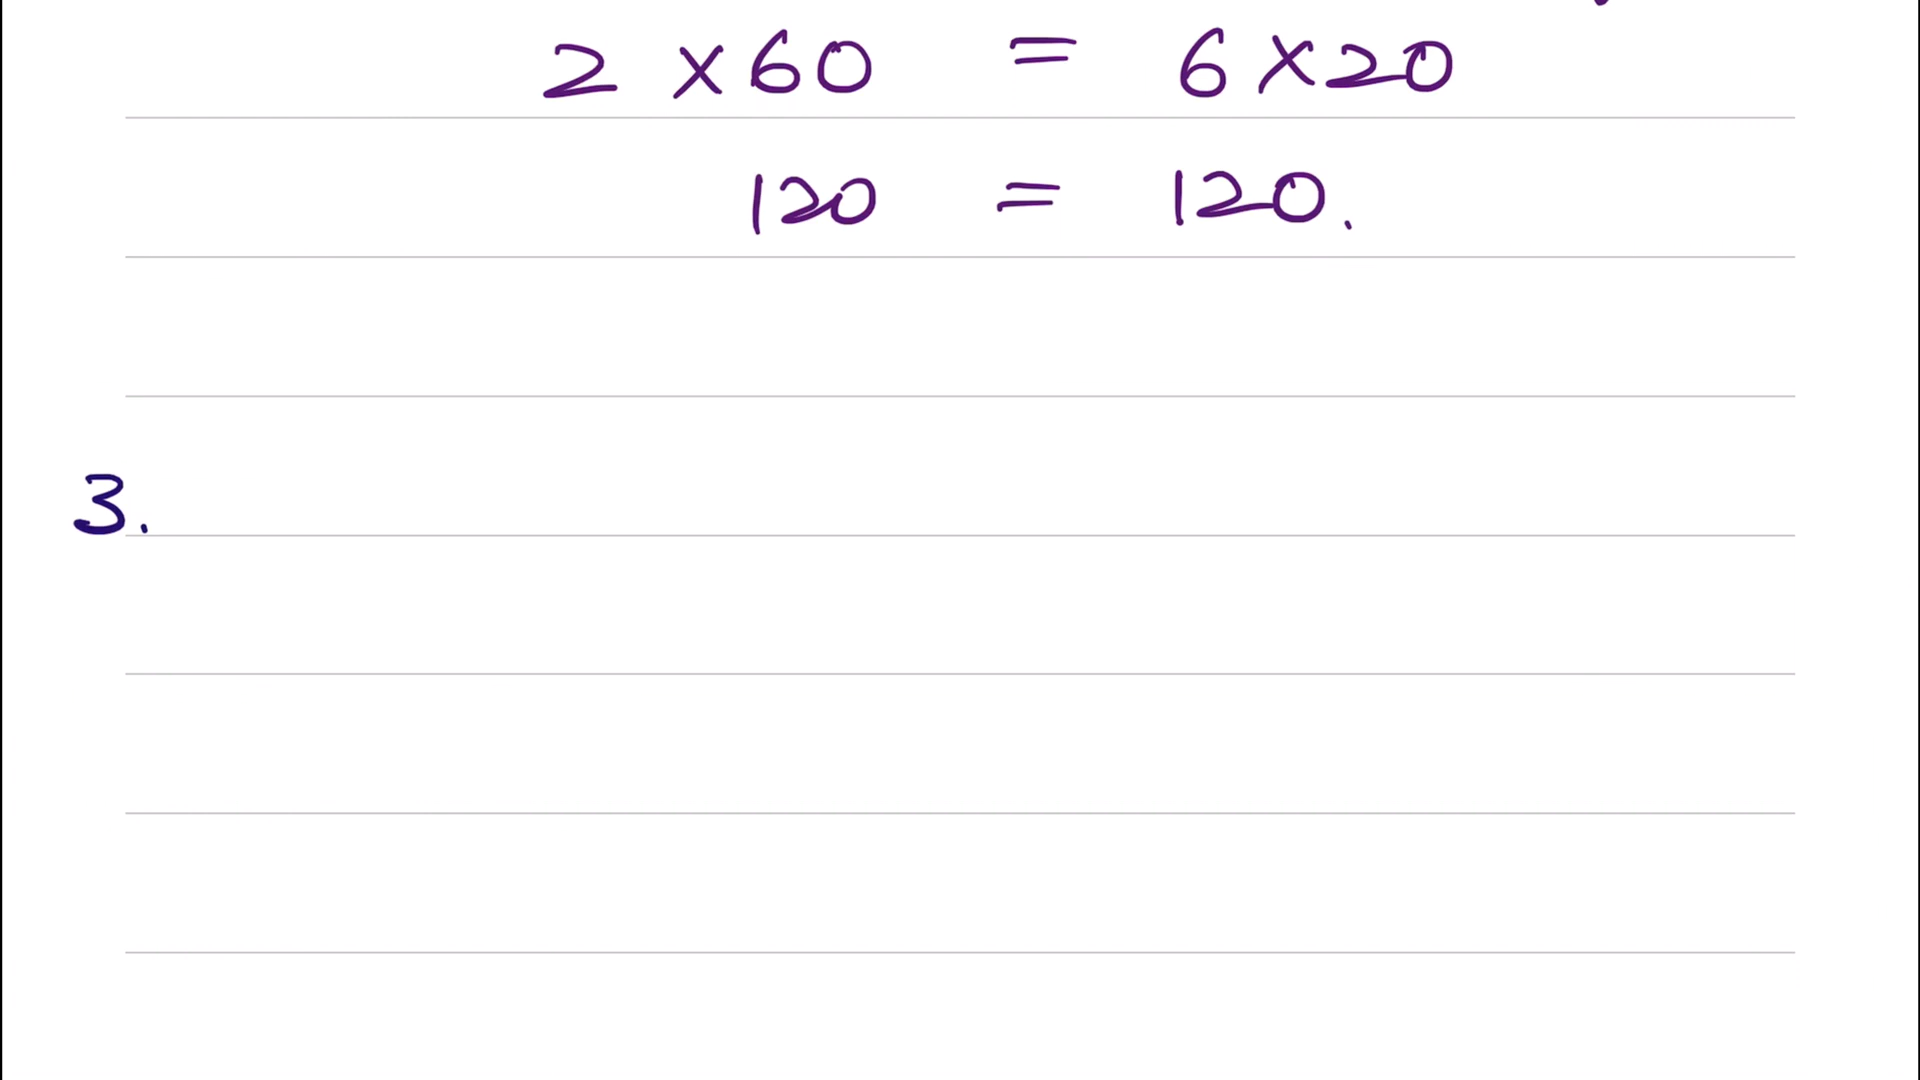 2 × 60 = 6 × 20
120 = 120.
3.